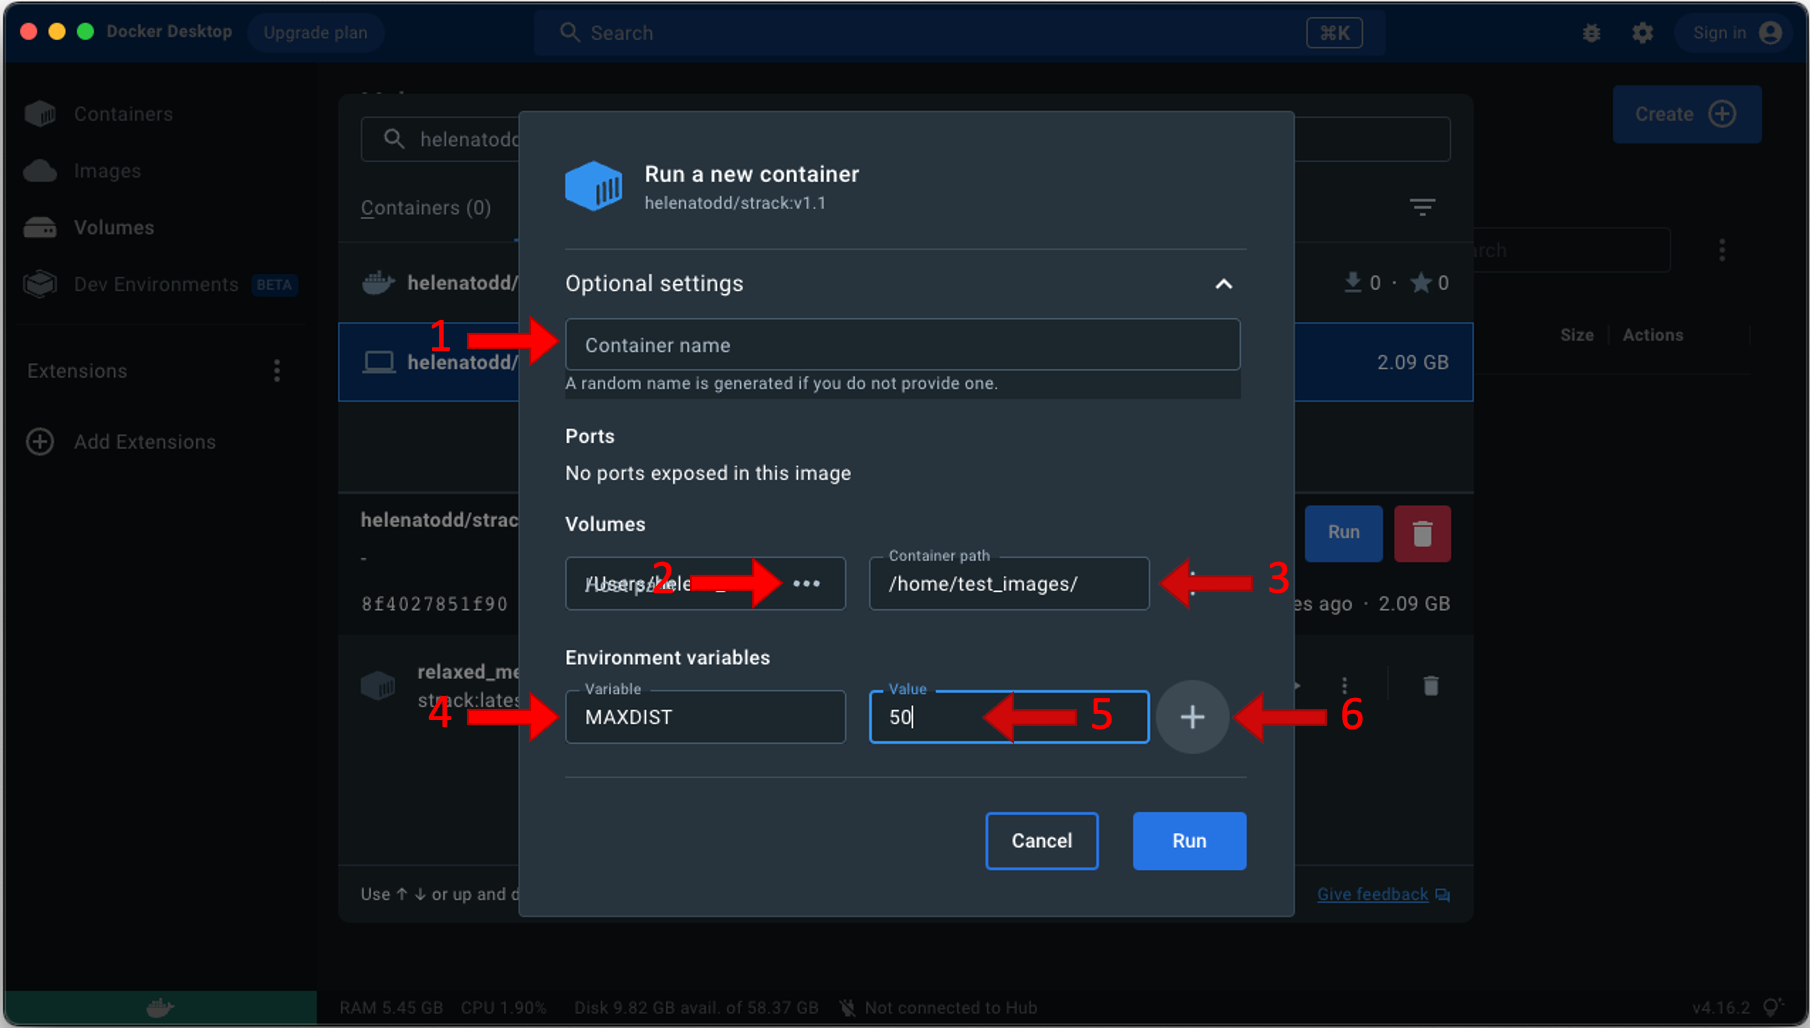 Docker Desktop
Upgrade plan
Search
⌘K
Sign in
Containers
Images
Volumes
Dev Environments BETA
Extensions
Add Extensions
Create
helenatodd
Containers (0)
helenatodd/
0 · 0
helenatodd/
2.09 GB
Size
Actions
helenatodd/strac
-
8f4027851f90
Run
ago · 2.09 GB
relaxed_me
strack:lates
Use ↑ ↓ or up and d
Give feedback
Run a new container
helenatodd/strack:v1.1
Optional settings
1
Container name
A random name is generated if you do not provide one.
Ports
No ports exposed in this image
Volumes
/Users/hele
2
•••
Container path
/home/test_images/
3
Environment variables
4
Variable
MAXDIST
Value
50
5
+
6
Cancel
Run
RAM 5.45 GB CPU 1.90% Disk 9.82 GB avail. of 58.37 GB Not connected to Hub
v4.16.2